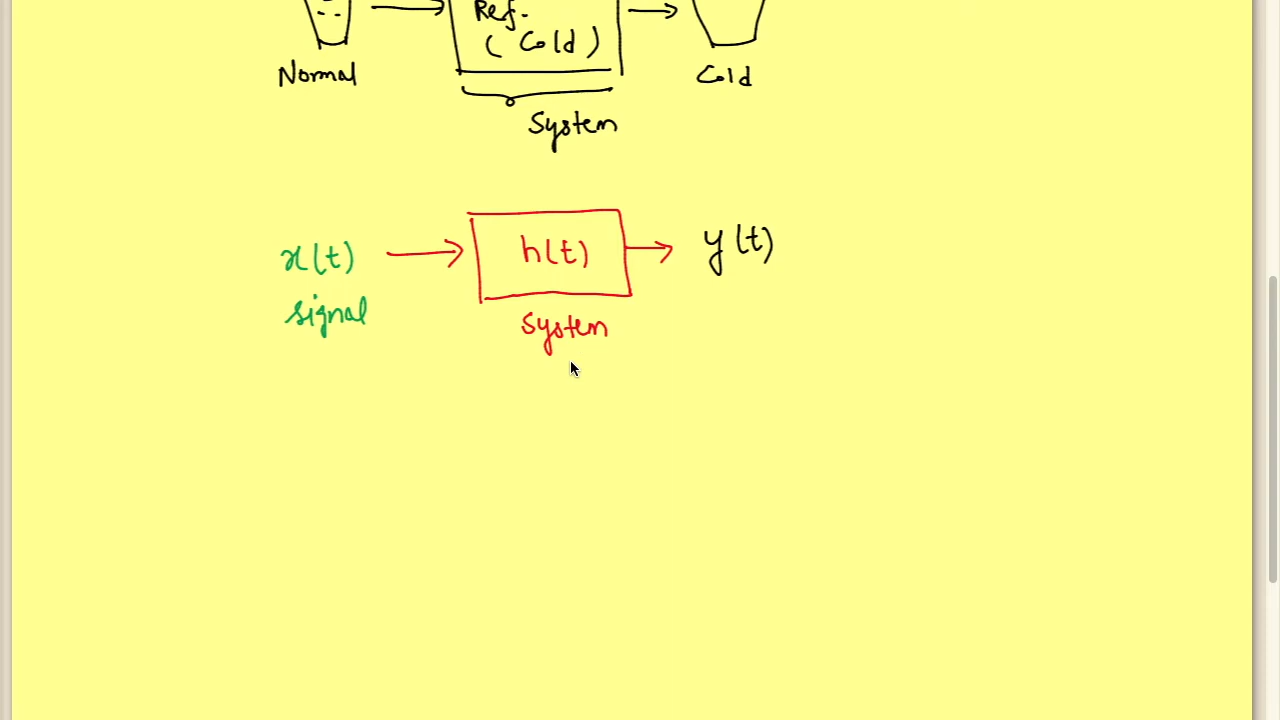 Ref.
( Cold )
Normal
Cold
System
x(t)
h(t)
y(t)
signal
System